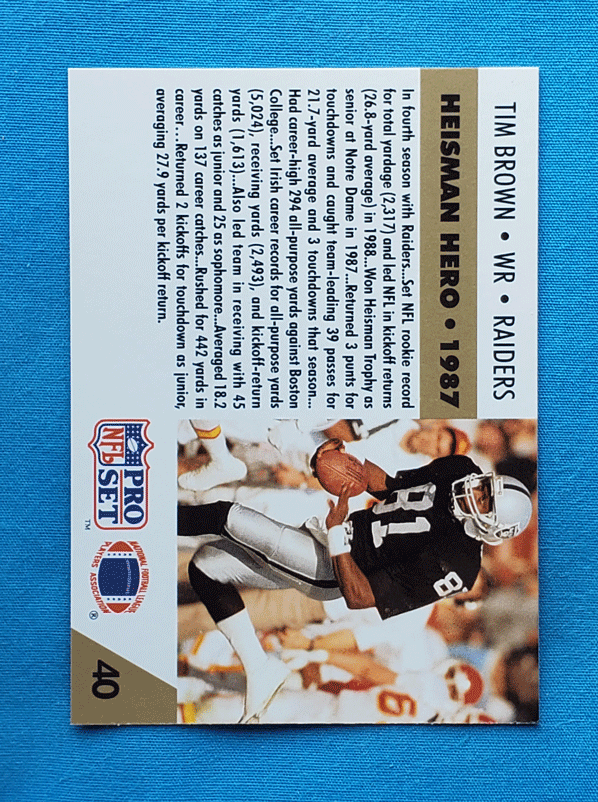 TIM BROWN • WR • RAIDERS
HEISMAN HERO • 1987
In fourth season with Raiders...Set NFL rookie record
for total yardage (2,317) and led NFL in kickoff returns
(26.8-yard average) in 1988...Won Heisman Trophy as
senior at Notre Dame in 1987...Returned 3 punts for
touchdowns and caught team-leading 39 passes for
21.7-yard average and 3 touchdowns that season...
Had career-high 294 all-purpose yards against Boston
College...Set Irish career records for all-purpose yards
(5,024), receiving yards (2,493), and kickoff-return
yards (1,613)...Also led team in receiving with 45
catches as junior and 25 as sophomore...Averaged 18.2
yards on 137 career catches...Rushed for 442 yards in
career...Returned 2 kickoffs for touchdown as junior,
averaging 27.9 yards per kickoff return.
81
81
PRO
NFL SET
TM
NATIONAL FOOTBALL LEAGUE
PLAYERS ASSOCIATION
®
40